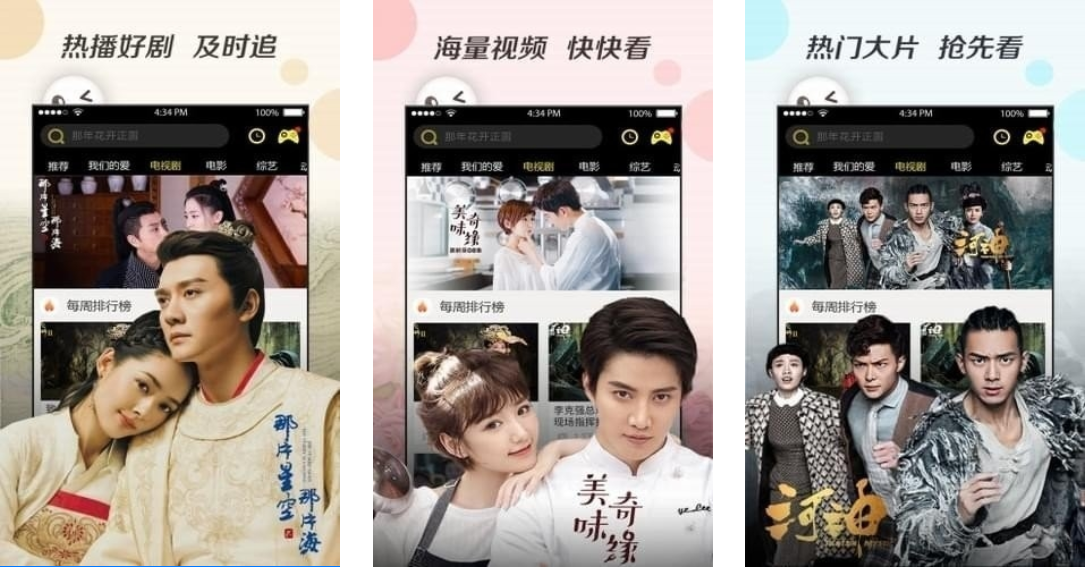 热播好剧 及时追
4:34 PM
100%
那年花开正圆
推荐 我们的爱 电视剧 电影 综艺
那片星空
那片海
每周排行榜
那片星空
那片海
海量视频 快快看
4:34 PM
100%
那年花开正圆
推荐 我们的爱 电视剧 电影 综艺
美味
奇缘
每周排行榜
李克强总
现场指挥
美味
奇缘
ye Lee
热门大片 抢先看
4:34 PM
100%
那年花开正圆
推荐 我们的爱 电视剧 电影 综艺
河神
每周排行榜
河神